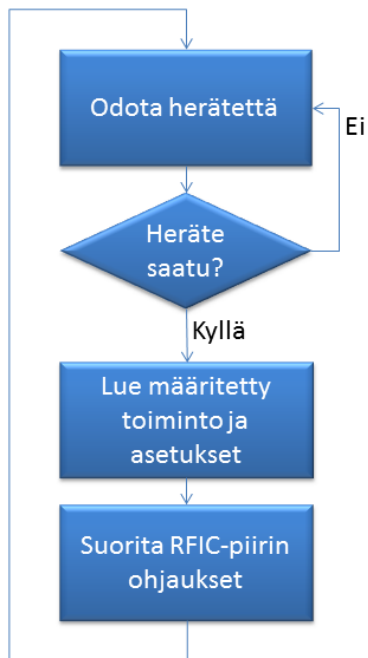 Odota herätettä
Ei
Heräte
saatu?
Kyllä
Lue määritetty
toiminto ja
asetukset
Suorita RFIC-piirin
ohjaukset